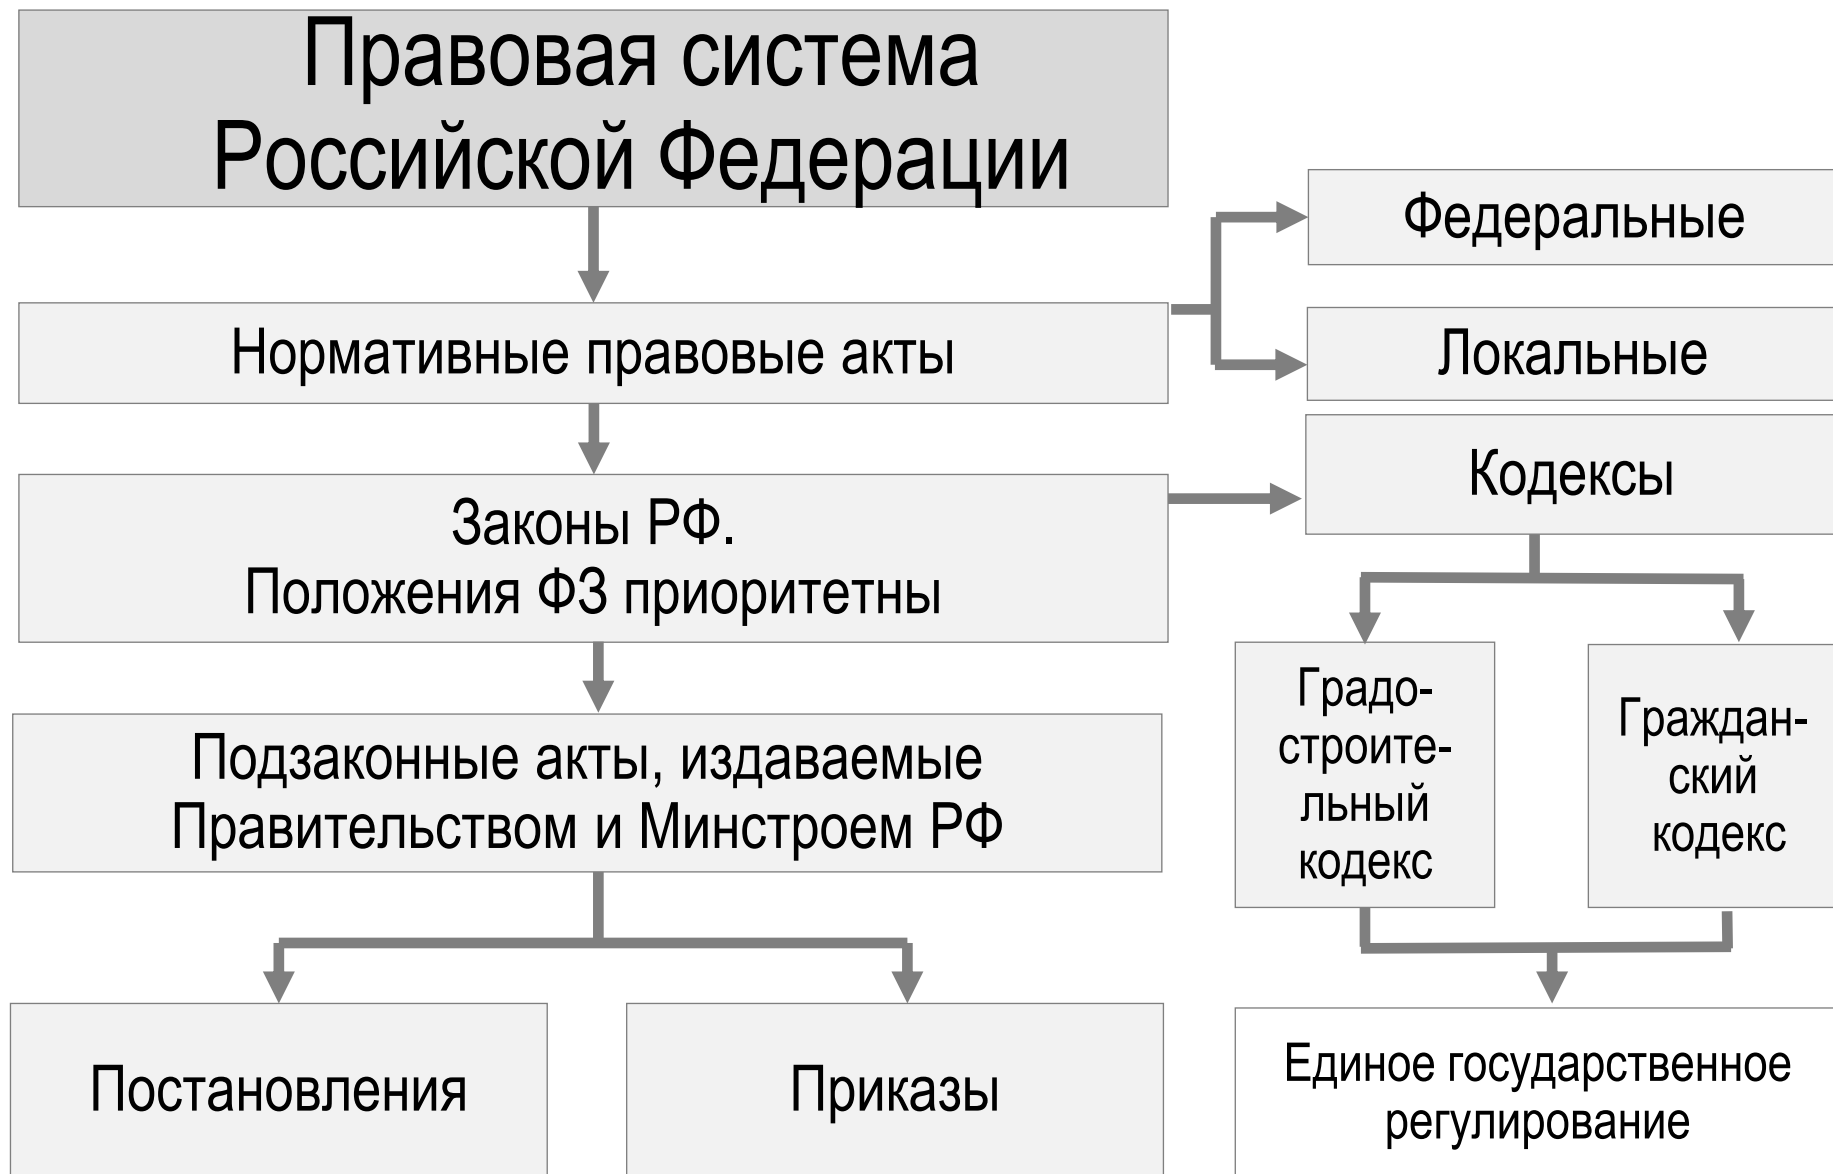 Правовая система
Российской Федерации
Нормативные правовые акты
Федеральные
Локальные
Законы РФ.
Положения ФЗ приоритетны
Кодексы
Градо-
строите-
льный
кодекс
Граждан-
ский
кодекс
Подзаконные акты, издаваемые
Правительством и Минстроем РФ
Постановления
Приказы
Единое государственное
регулирование